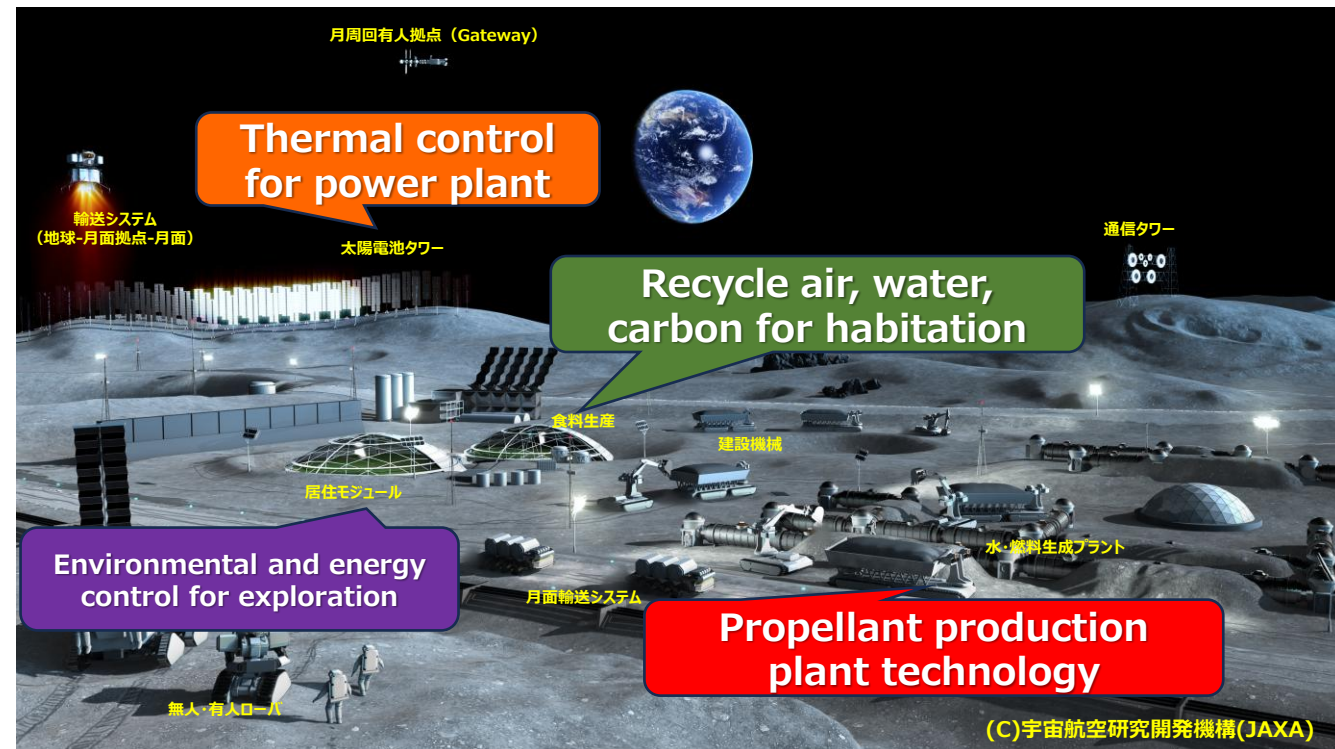 月周回有人拠点（Gateway）
Thermal control
for power plant
輸送システム
（地球-月面拠点-月面）
太陽電池タワー
通信タワー
Recycle air, water,
carbon for habitation
食料生産
建設機械
居住モジュール
水・燃料生成プラント
Environmental and energy
control for exploration
月面輸送システム
Propellant production
plant technology
無人・有人ローバ
(C)宇宙航空研究開発機構(JAXA)